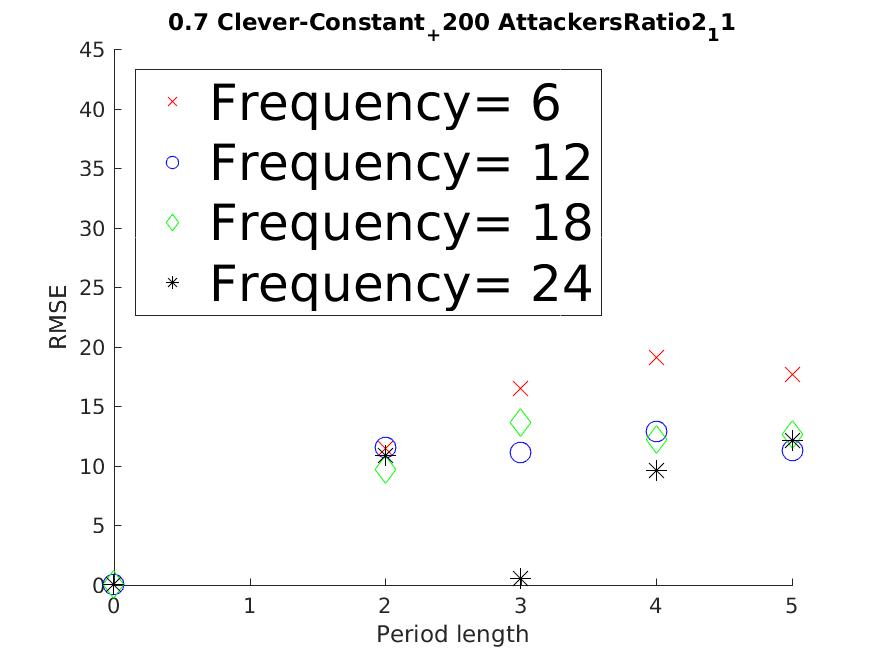 0.7 Clever-Constant+200 AttackersRatio211
45
40
35
30
25
20
15
10
5
0
RMSE
Frequency= 6
Frequency= 12
Frequency= 18
Frequency= 24
0 1 2 3 4 5
Period length